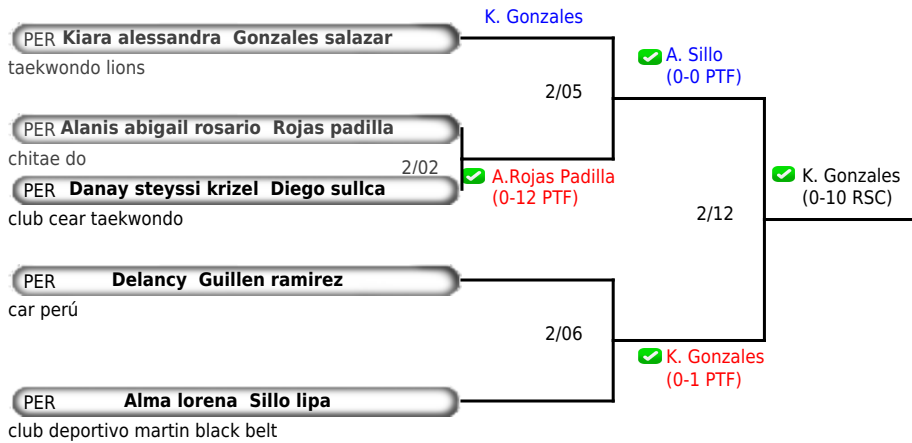 K. Gonzales
PER Kiara alessandra Gonzales salazar
taekwondo lions
A. Sillo
(0-0 PTF)
2/05
PER Alanis abigail rosario Rojas padilla
chitae do
2/02
A.Rojas Padilla
(0-12 PTF)
PER Danay steyssi krizel Diego sullca
club cear taekwondo
K. Gonzales
(0-10 RSC)
2/12
PER Delancy Guillen ramirez
car perú
2/06
K. Gonzales
(0-1 PTF)
PER Alma lorena Sillo lipa
club deportivo martin black belt